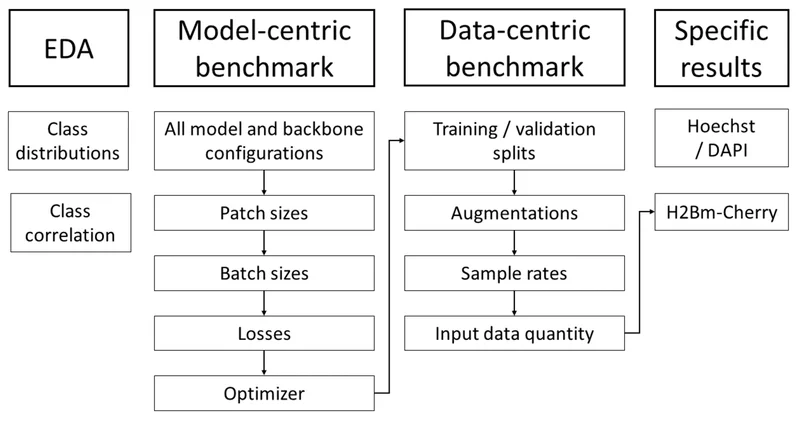 EDA
Class
distributions
Class
correlation
Model-centric
benchmark
All model and backbone
configurations
Patch sizes
Batch sizes
Losses
Optimizer
Data-centric
benchmark
Training / validation
splits
Augmentations
Sample rates
Input data quantity
Specific
results
Hoechst
/ DAPI
H2Bm-Cherry